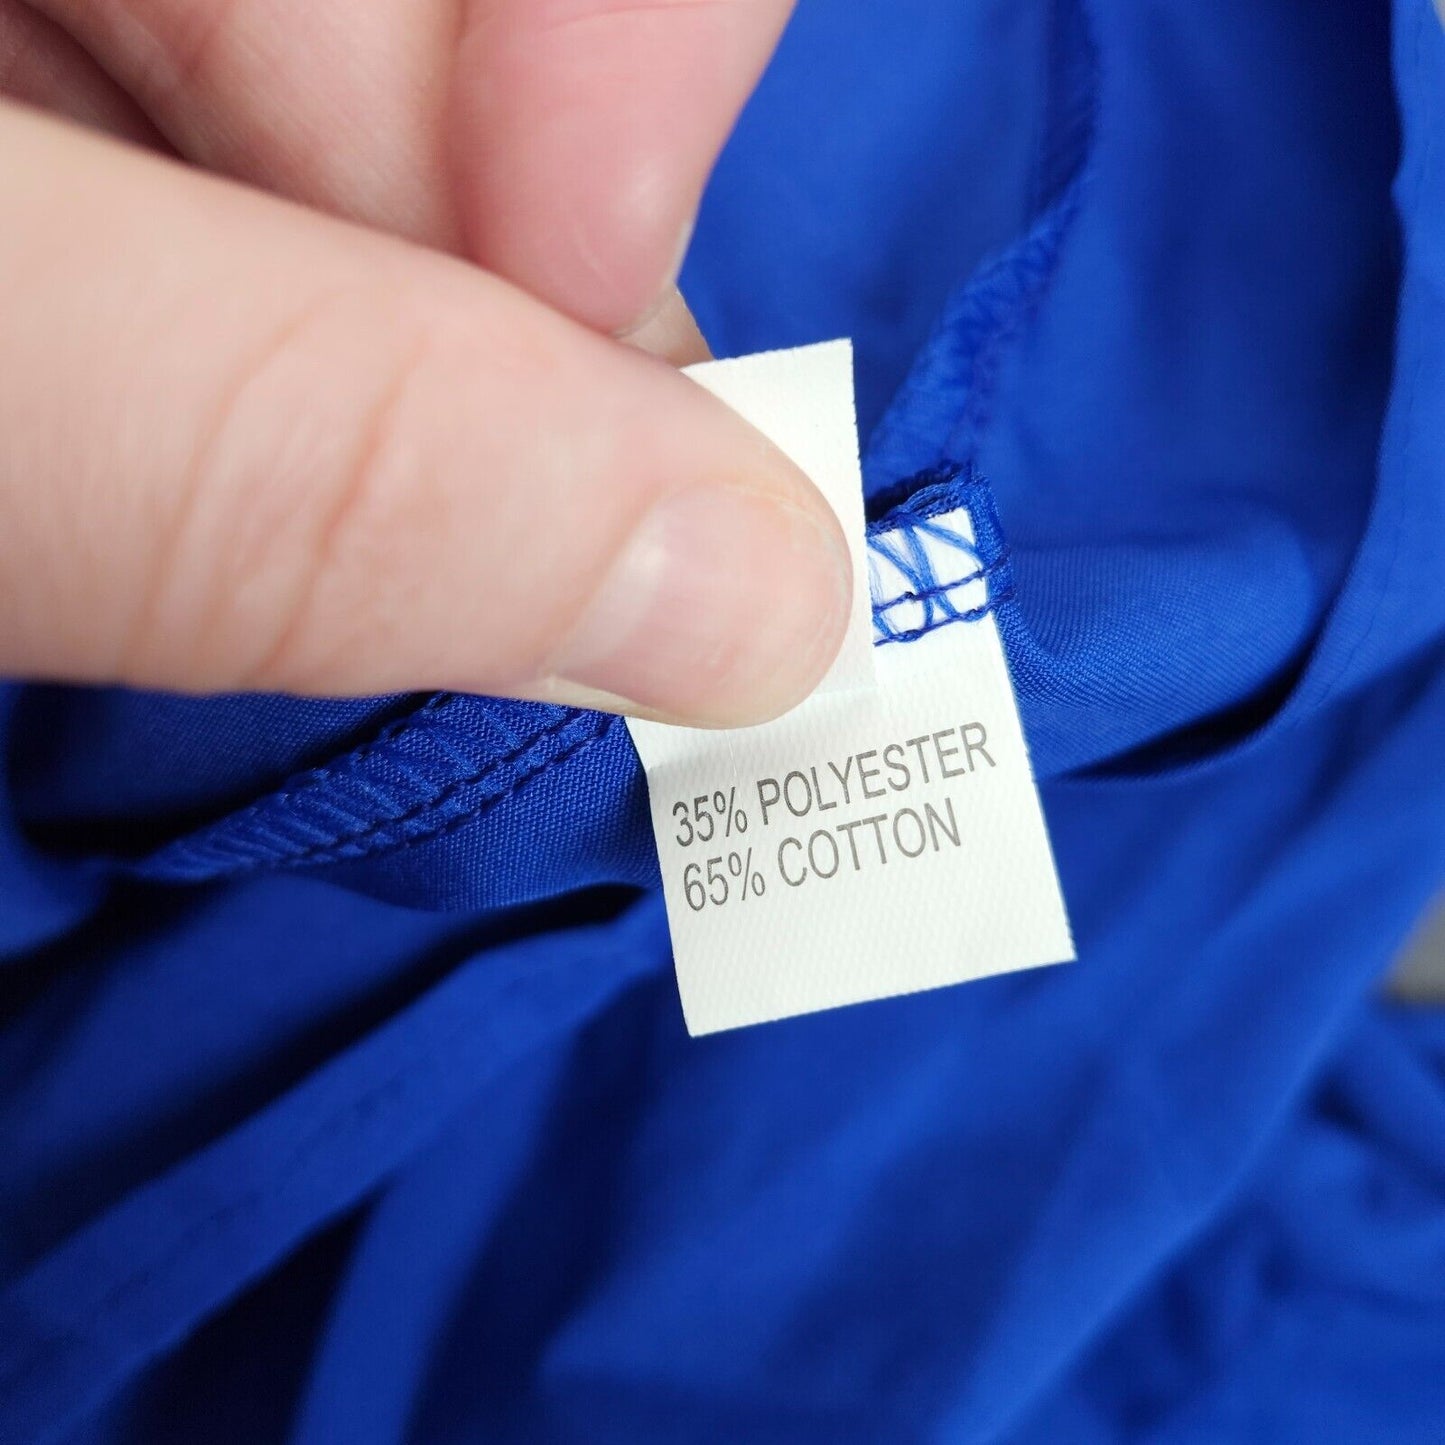 35% POLYESTER
65% COTTON